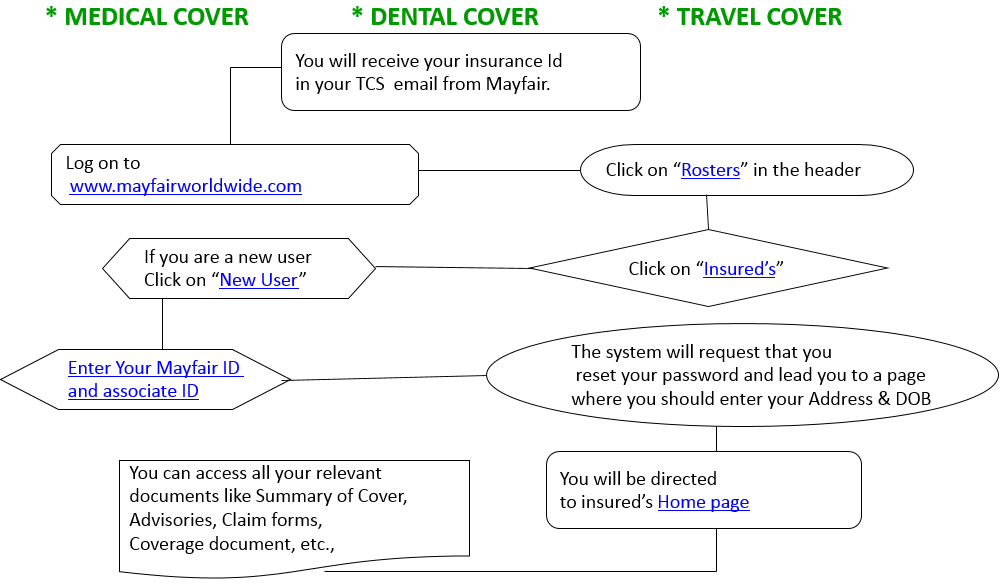 * MEDICAL COVER * DENTAL COVER * TRAVEL COVER
You will receive your insurance Id
in your TCS email from Mayfair.
Log on to
www.mayfairworldwide.com
Click on “Rosters” in the header
Click on “Insured’s”
If you are a new user
Click on “New User”
Enter Your Mayfair ID
and associate ID
The system will request that you
reset your password and lead you to a page
where you should enter your Address & DOB
You will be directed
to insured’s Home page
You can access all your relevant
documents like Summary of Cover,
Advisories, Claim forms,
Coverage document, etc.,